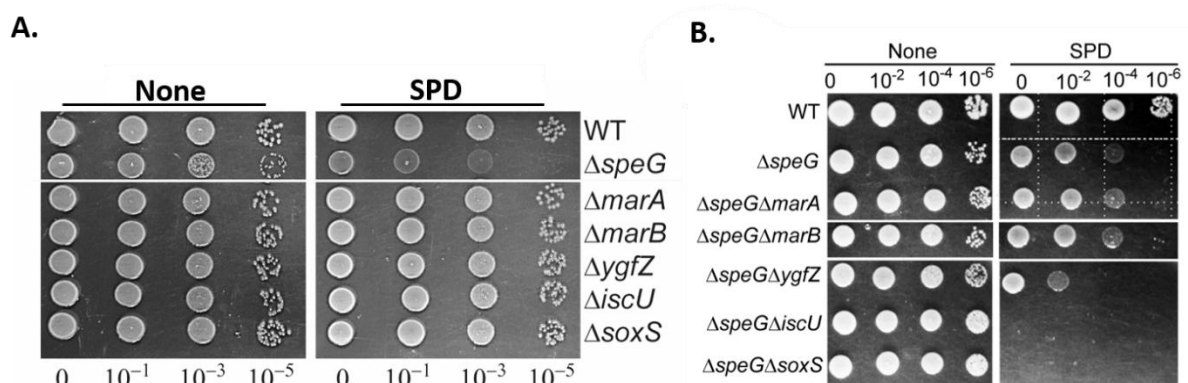 A.
None SPD
WT
ΔspeG
ΔmarA
ΔmarB
ΔygfZ
ΔiscU
ΔsoxS
0 10⁻¹ 10⁻³ 10⁻⁵ 0 10⁻¹ 10⁻³ 10⁻⁵
B.
None SPD
0 10⁻² 10⁻⁴ 10⁻⁶ 0 10⁻² 10⁻⁴ 10⁻⁶
WT
ΔspeG
ΔspeGΔmarA
ΔspeGΔmarB
ΔspeGΔygfZ
ΔspeGΔiscU
ΔspeGΔsoxS